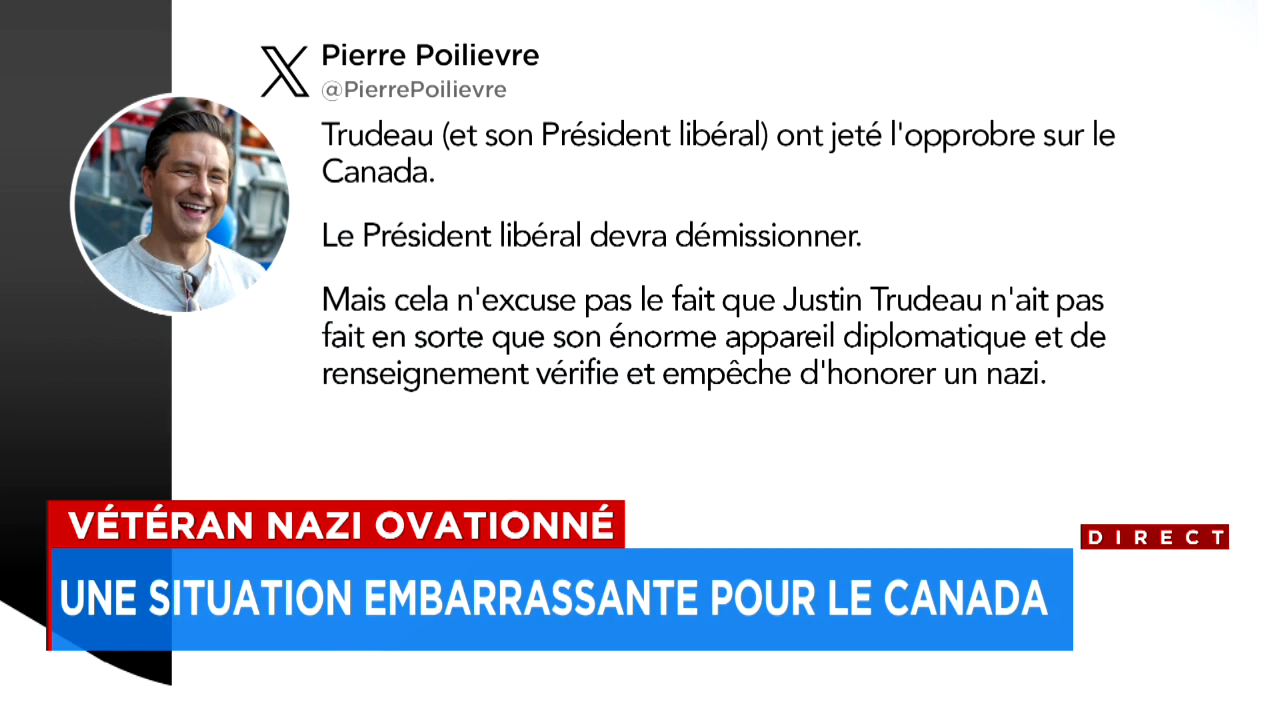 Pierre Poilievre
@PierrePoilievre
Trudeau (et son Président libéral) ont jeté l'opprobre sur le
Canada.
Le Président libéral devra démissionner.
Mais cela n'excuse pas le fait que Justin Trudeau n'ait pas
fait en sorte que son énorme appareil diplomatique et de
renseignement vérifie et empêche d'honorer un nazi.
VÉTÉRAN NAZI OVATIONNÉ
DIRECT
UNE SITUATION EMBARRASSANTE POUR LE CANADA